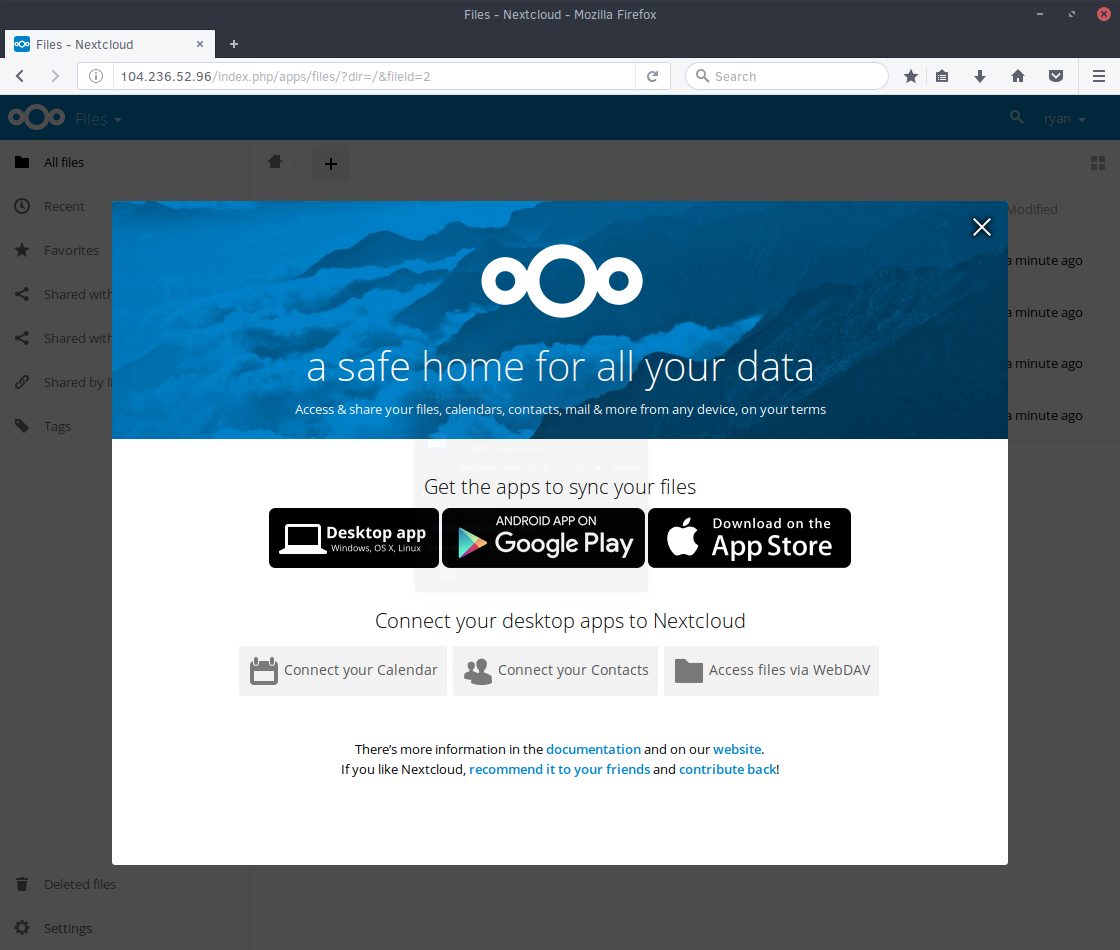 Files - Nextcloud - Mozilla Firefox
Files - Nextcloud
104.236.52.96/index.php/apps/files/?dir=/&fileid=2
Search
Files
ryan
All files
Recent
Favorites
Shared with
Shared with
Shared by li
Tags
Deleted files
Settings
Modified
a minute ago
a minute ago
a minute ago
a minute ago
a safe home for all your data
Access & share your files, calendars, contacts, mail & more from any device, on your terms
Get the apps to sync your files
Desktop app
Windows, OS X, Linux
ANDROID APP ON
Google Play
Download on the
App Store
Connect your desktop apps to Nextcloud
Connect your Calendar
Connect your Contacts
Access files via WebDAV
There's more information in the documentation and on our website.
If you like Nextcloud, recommend it to your friends and contribute back!